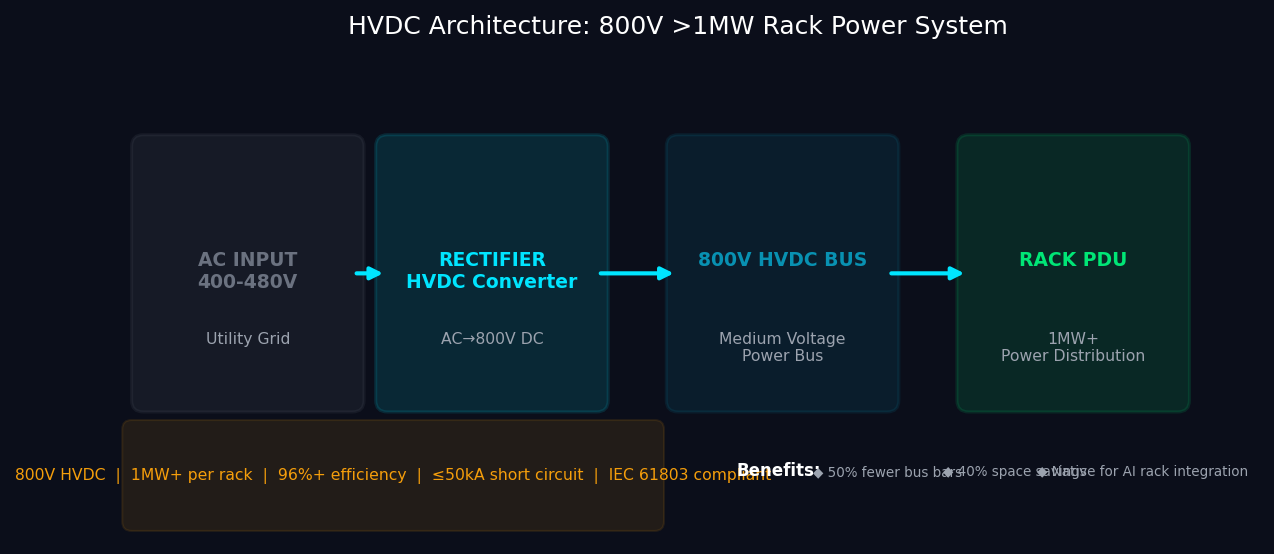 HVDC Architecture: 800V >1MW Rack Power System
AC INPUT
400-480V
Utility Grid
RECTIFIER
HVDC Converter
AC→800V DC
800V HVDC BUS
Medium Voltage
Power Bus
RACK PDU
1MW+
Power Distribution
800V HVDC | 1MW+ per rack | 96%+ efficiency | ≤50kA short circuit | IEC 61803 compliant
Benefits:
◆ 50% fewer bus bars
◆ 40% space savings
◆ Native for AI rack integration